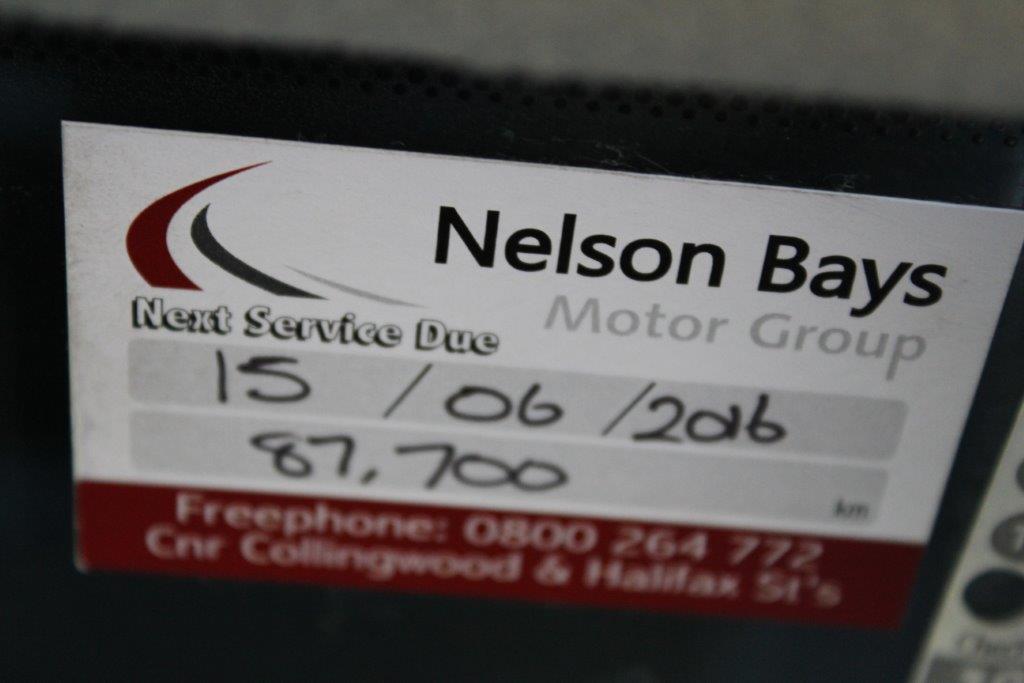 Nelson Bays
Motor Group
Next Service Due
15 / 06 / 2016
87,700
km
Freephone: 0800 264 772
Cnr Collingwood & Halifax St's